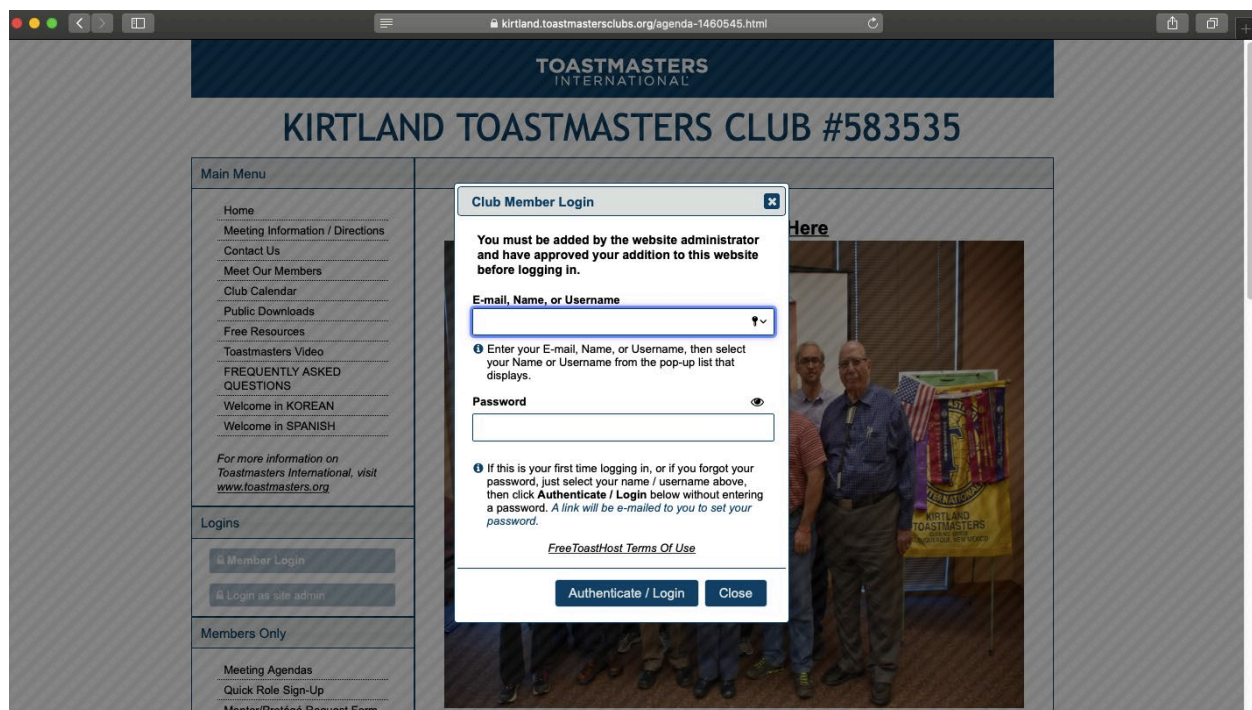 kirtland.toastmastersclubs.org/agenda-1460545.html
TOASTMASTERS
INTERNATIONAL
KIRTLAND TOASTMASTERS CLUB #583535
Main Menu
Home
Meeting Information / Directions
Contact Us
Meet Our Members
Club Calendar
Public Downloads
Free Resources
Toastmasters Video
FREQUENTLY ASKED
QUESTIONS
Welcome in KOREAN
Welcome in SPANISH
For more information on
Toastmasters International, visit
www.toastmasters.org
Logins
Member Login
Login as site admin
Members Only
Meeting Agendas
Quick Role Sign-Up
Mentor/Protégé Request Form
Club Member Login
You must be added by the website administrator
and have approved your addition to this website
before logging in.
E-mail, Name, or Username
Enter your E-mail, Name, or Username, then select
your Name or Username from the pop-up list that
displays.
Password
If this is your first time logging in, or if you forgot your
password, just select your name / username above,
then click Authenticate / Login below without entering
a password. A link will be e-mailed to you to set your
password.
FreeToastHost Terms Of Use
Authenticate / Login
Close
Here
KIRTLAND
TOASTMASTERS